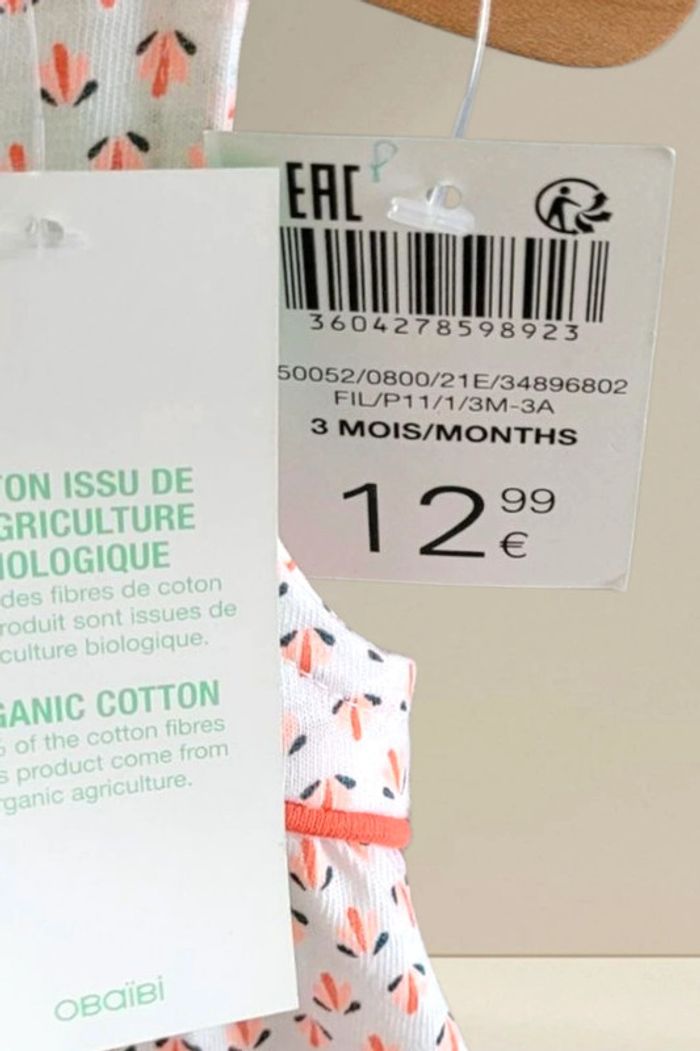 EAC
P
3604278598923
50052/0800/21E/34896802
FIL/P11/1/3M-3A
3 MOIS/MONTHS
12 99 €
TON ISSU DE
GRICULTURE
IOLOGIQUE
des fibres de coton
roduit sont issues de
culture biologique.
GANIC COTTON
% of the cotton fibres
s product come from
rganic agriculture.
obaïbi